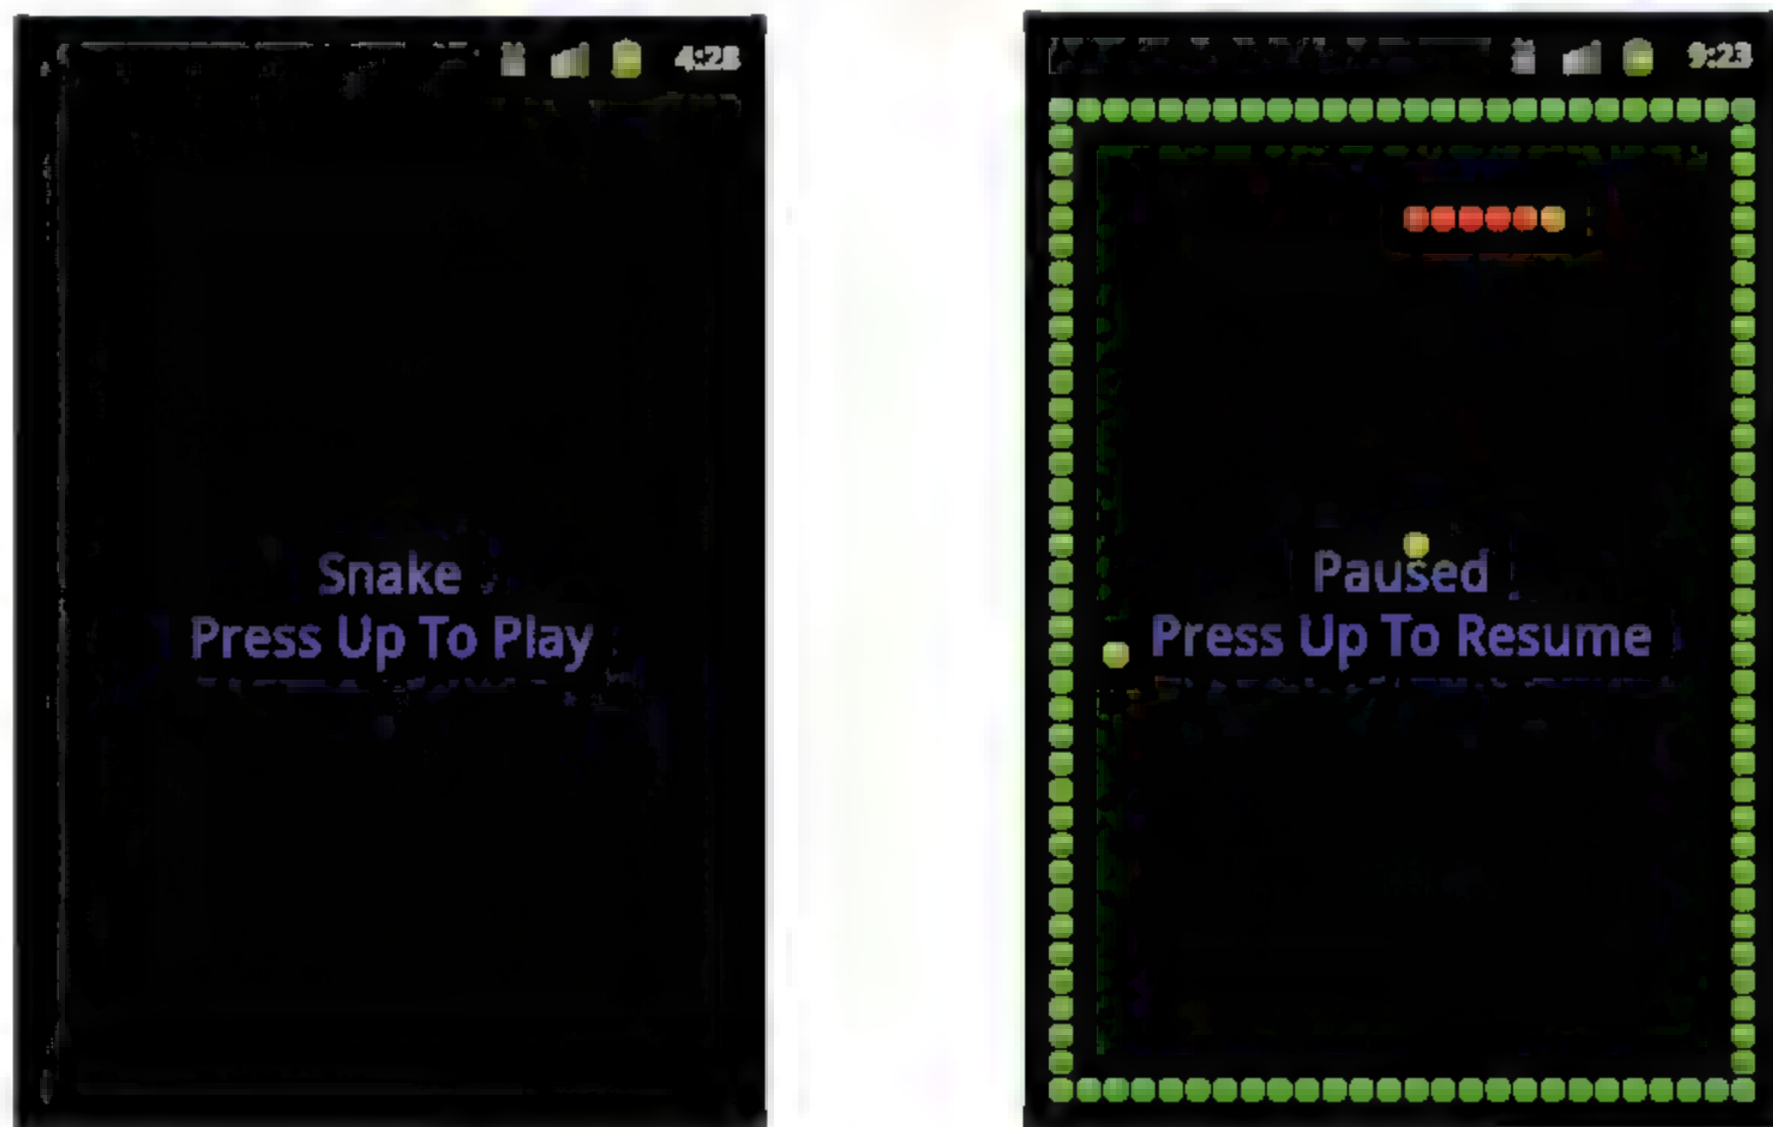 4:28
Snake
Press Up To Play
9:23
Paused
Press Up To Resume